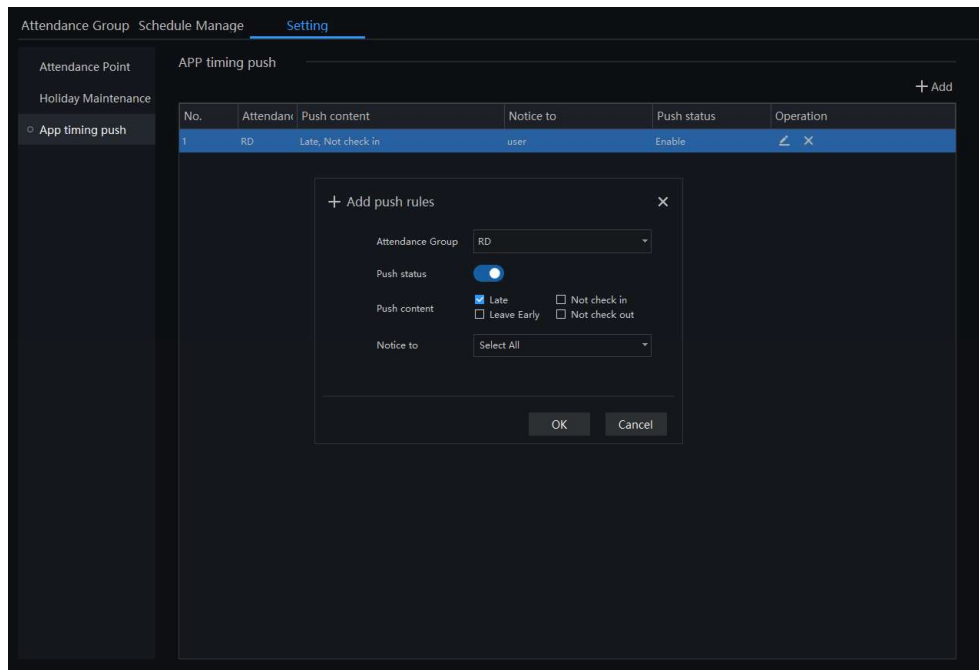 Attendance Group Schedule Manage Setting
Attendance Point
Holiday Maintenance
App timing push
APP timing push
Add
No. Attendanc Push content Notice to Push status Operation
1 RD Late, Not check in user Enable
Add push rules
Attendance Group RD
Push status
Push content Late Not check in
Leave Early Not check out
Notice to Select All
OK Cancel